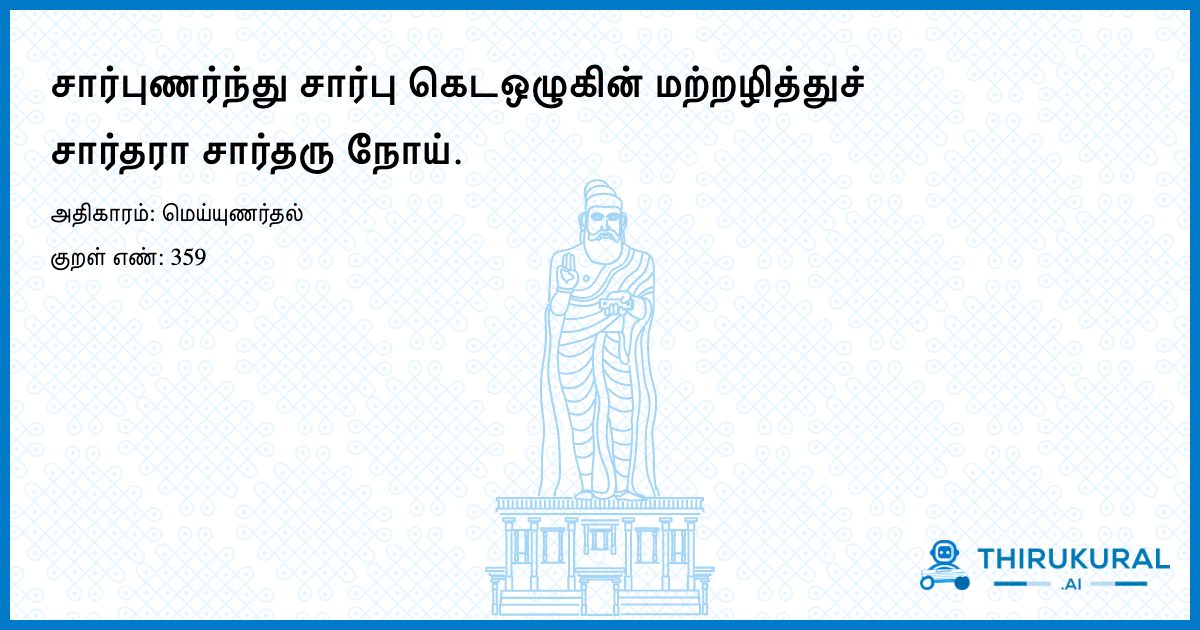 சார்புணர்ந்து சார்பு கெடஒழுகின் மற்றழித்துச்
சார்தரா சார்தரு நோய்.
அதிகாரம்: மெய்யுணர்தல்
குறள் எண்: 359
THIRUKURAL
.AI